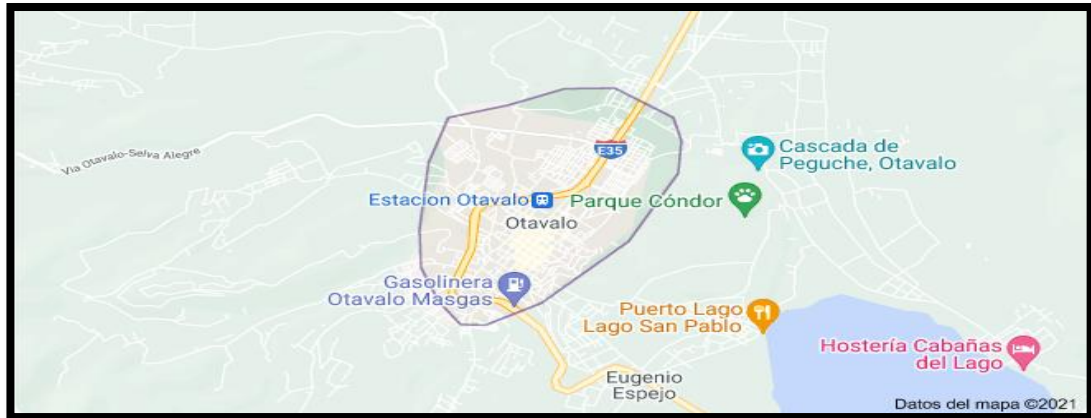 E35
Via Otavalo-Selva Alegre
Cascada de
Peguche, Otavalo
Estacion Otavalo
Parque Cóndor
Otavalo
Gasolinera
Otavalo Masgas
Puerto Lago
Lago San Pablo
Hostería Cabañas
del Lago
Eugenio
Espejo
Datos del mapa ©2021